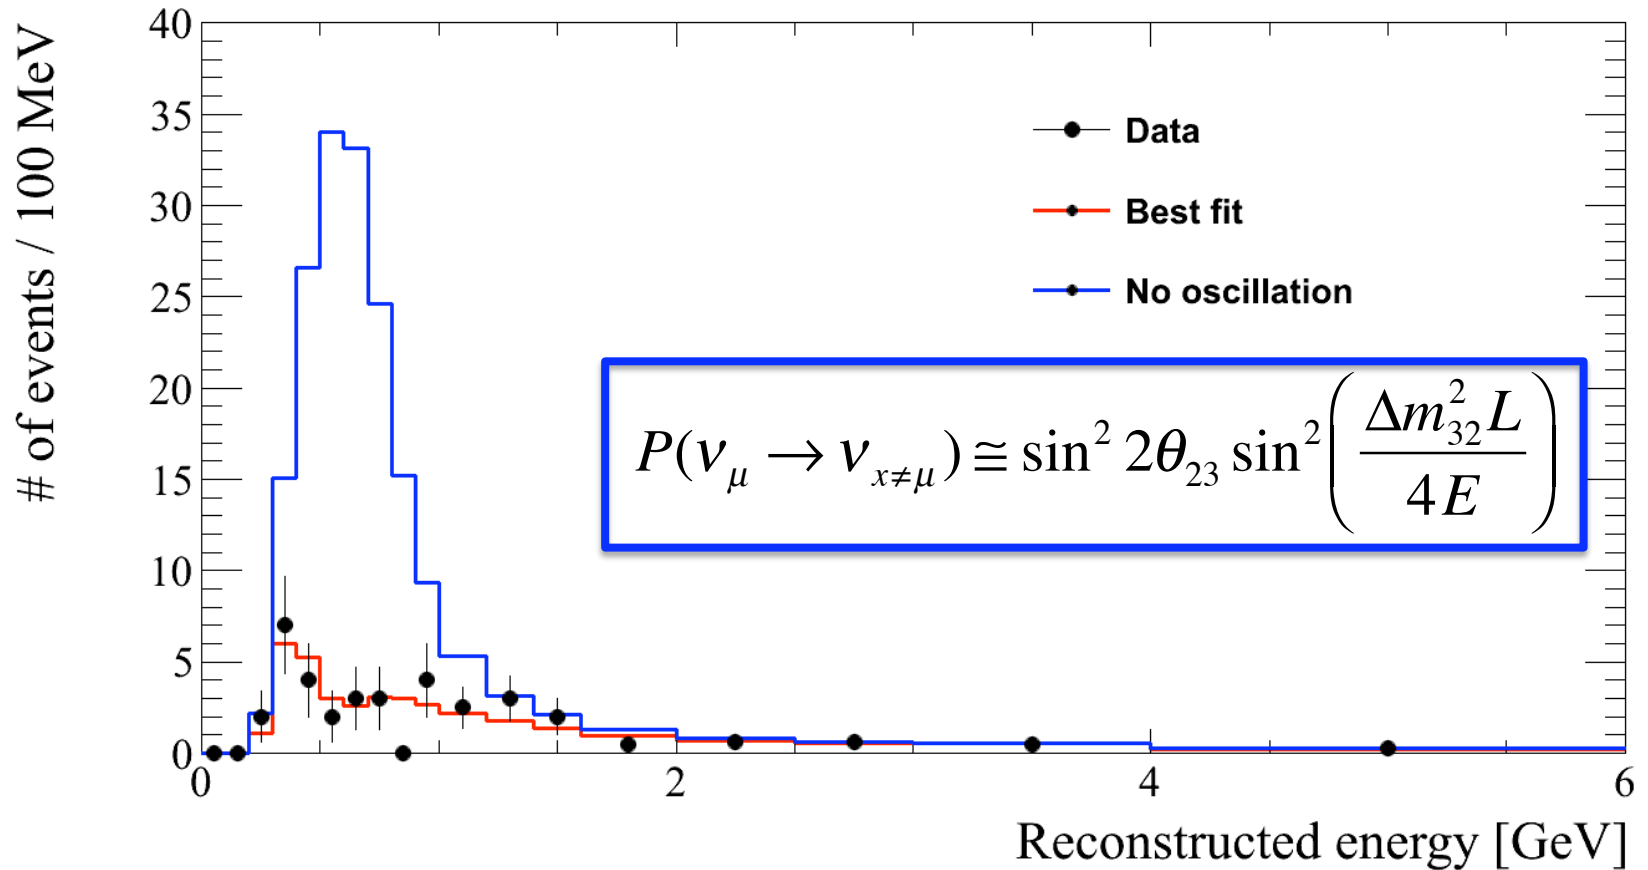 # of events / 100 MeV
40
35
30
25
20
15
10
5
0
Data
Best fit
No oscillation
P(ν_μ → ν_{x≠μ}) ≅ sin² 2θ₂₃ sin²(Δm²₃₂L / 4E)
0 2 4 6
Reconstructed energy [GeV]